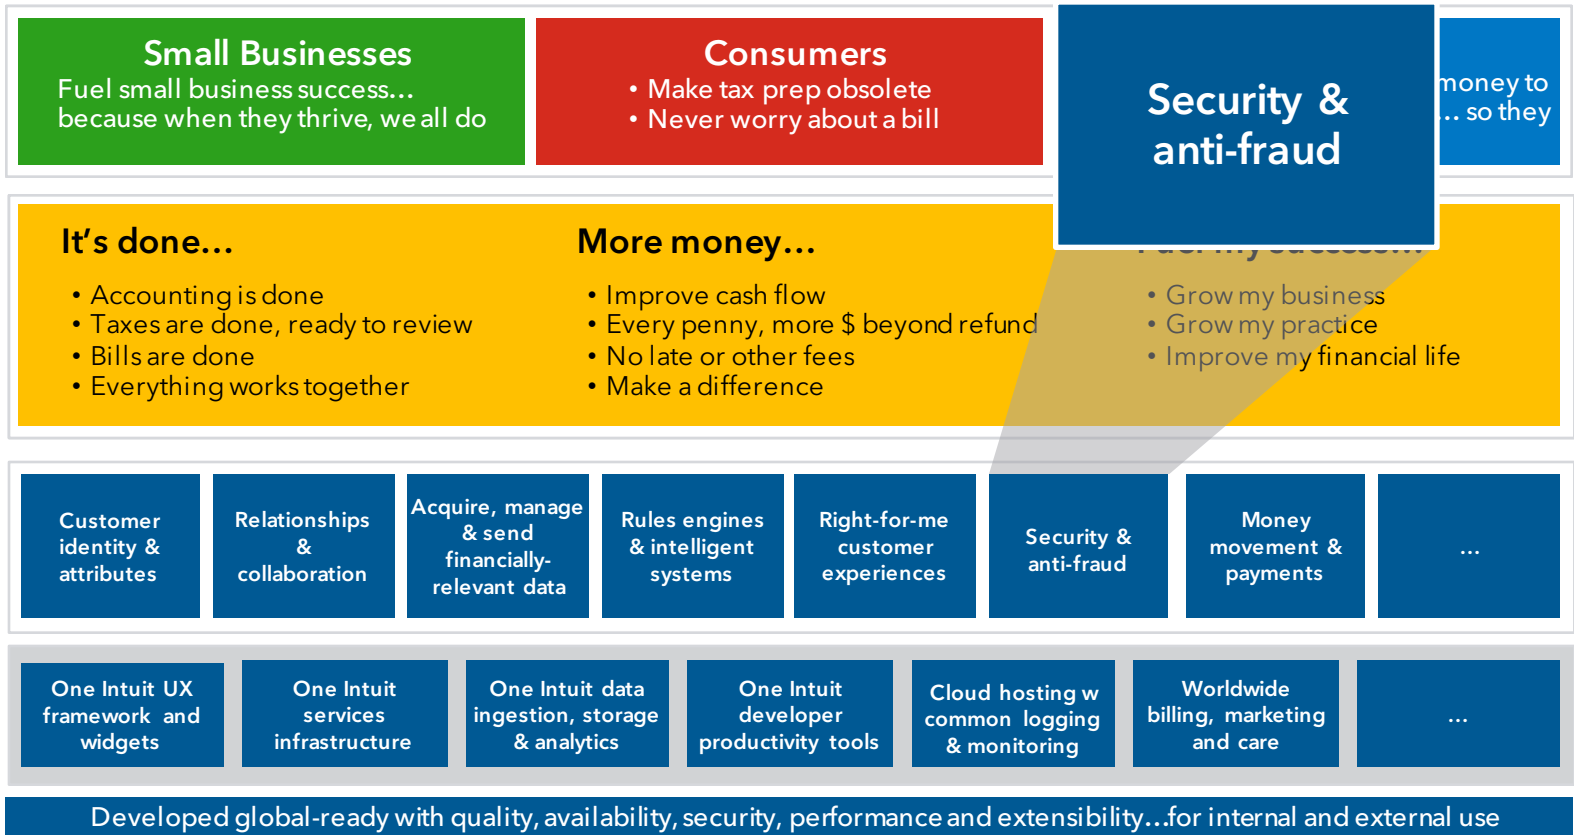 Small Businesses
Fuel small business success…
because when they thrive, we all do
Consumers
• Make tax prep obsolete
• Never worry about a bill
Security &
anti-fraud
money to
… so they
It's done…
• Accounting is done
• Taxes are done, ready to review
• Bills are done
• Everything works together
More money…
• Improve cash flow
• Every penny, more $ beyond refund
• No late or other fees
• Make a difference
Fuel my success…
• Grow my business
• Grow my practice
• Improve my financial life
Customer
identity &
attributes
Relationships
&
collaboration
Acquire, manage
& send
financially-
relevant data
Rules engines
& intelligent
systems
Right-for-me
customer
experiences
Security &
anti-fraud
Money
movement &
payments
…
One Intuit UX
framework and
widgets
One Intuit
services
infrastructure
One Intuit data
ingestion, storage
& analytics
One Intuit
developer
productivity tools
Cloud hosting w
common logging
& monitoring
Worldwide
billing, marketing
and care
…
Developed global-ready with quality, availability, security, performance and extensibility…for internal and external use